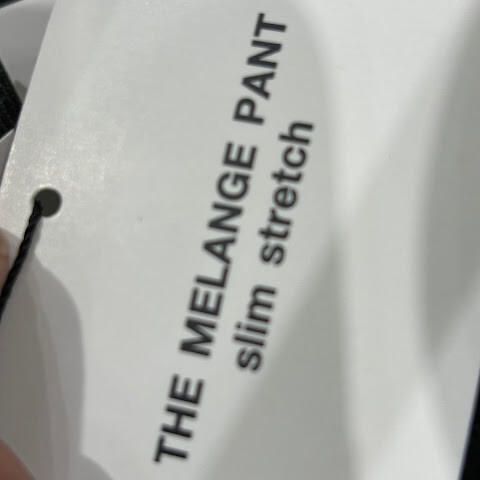 THE MELANGE PANT
slim stretch